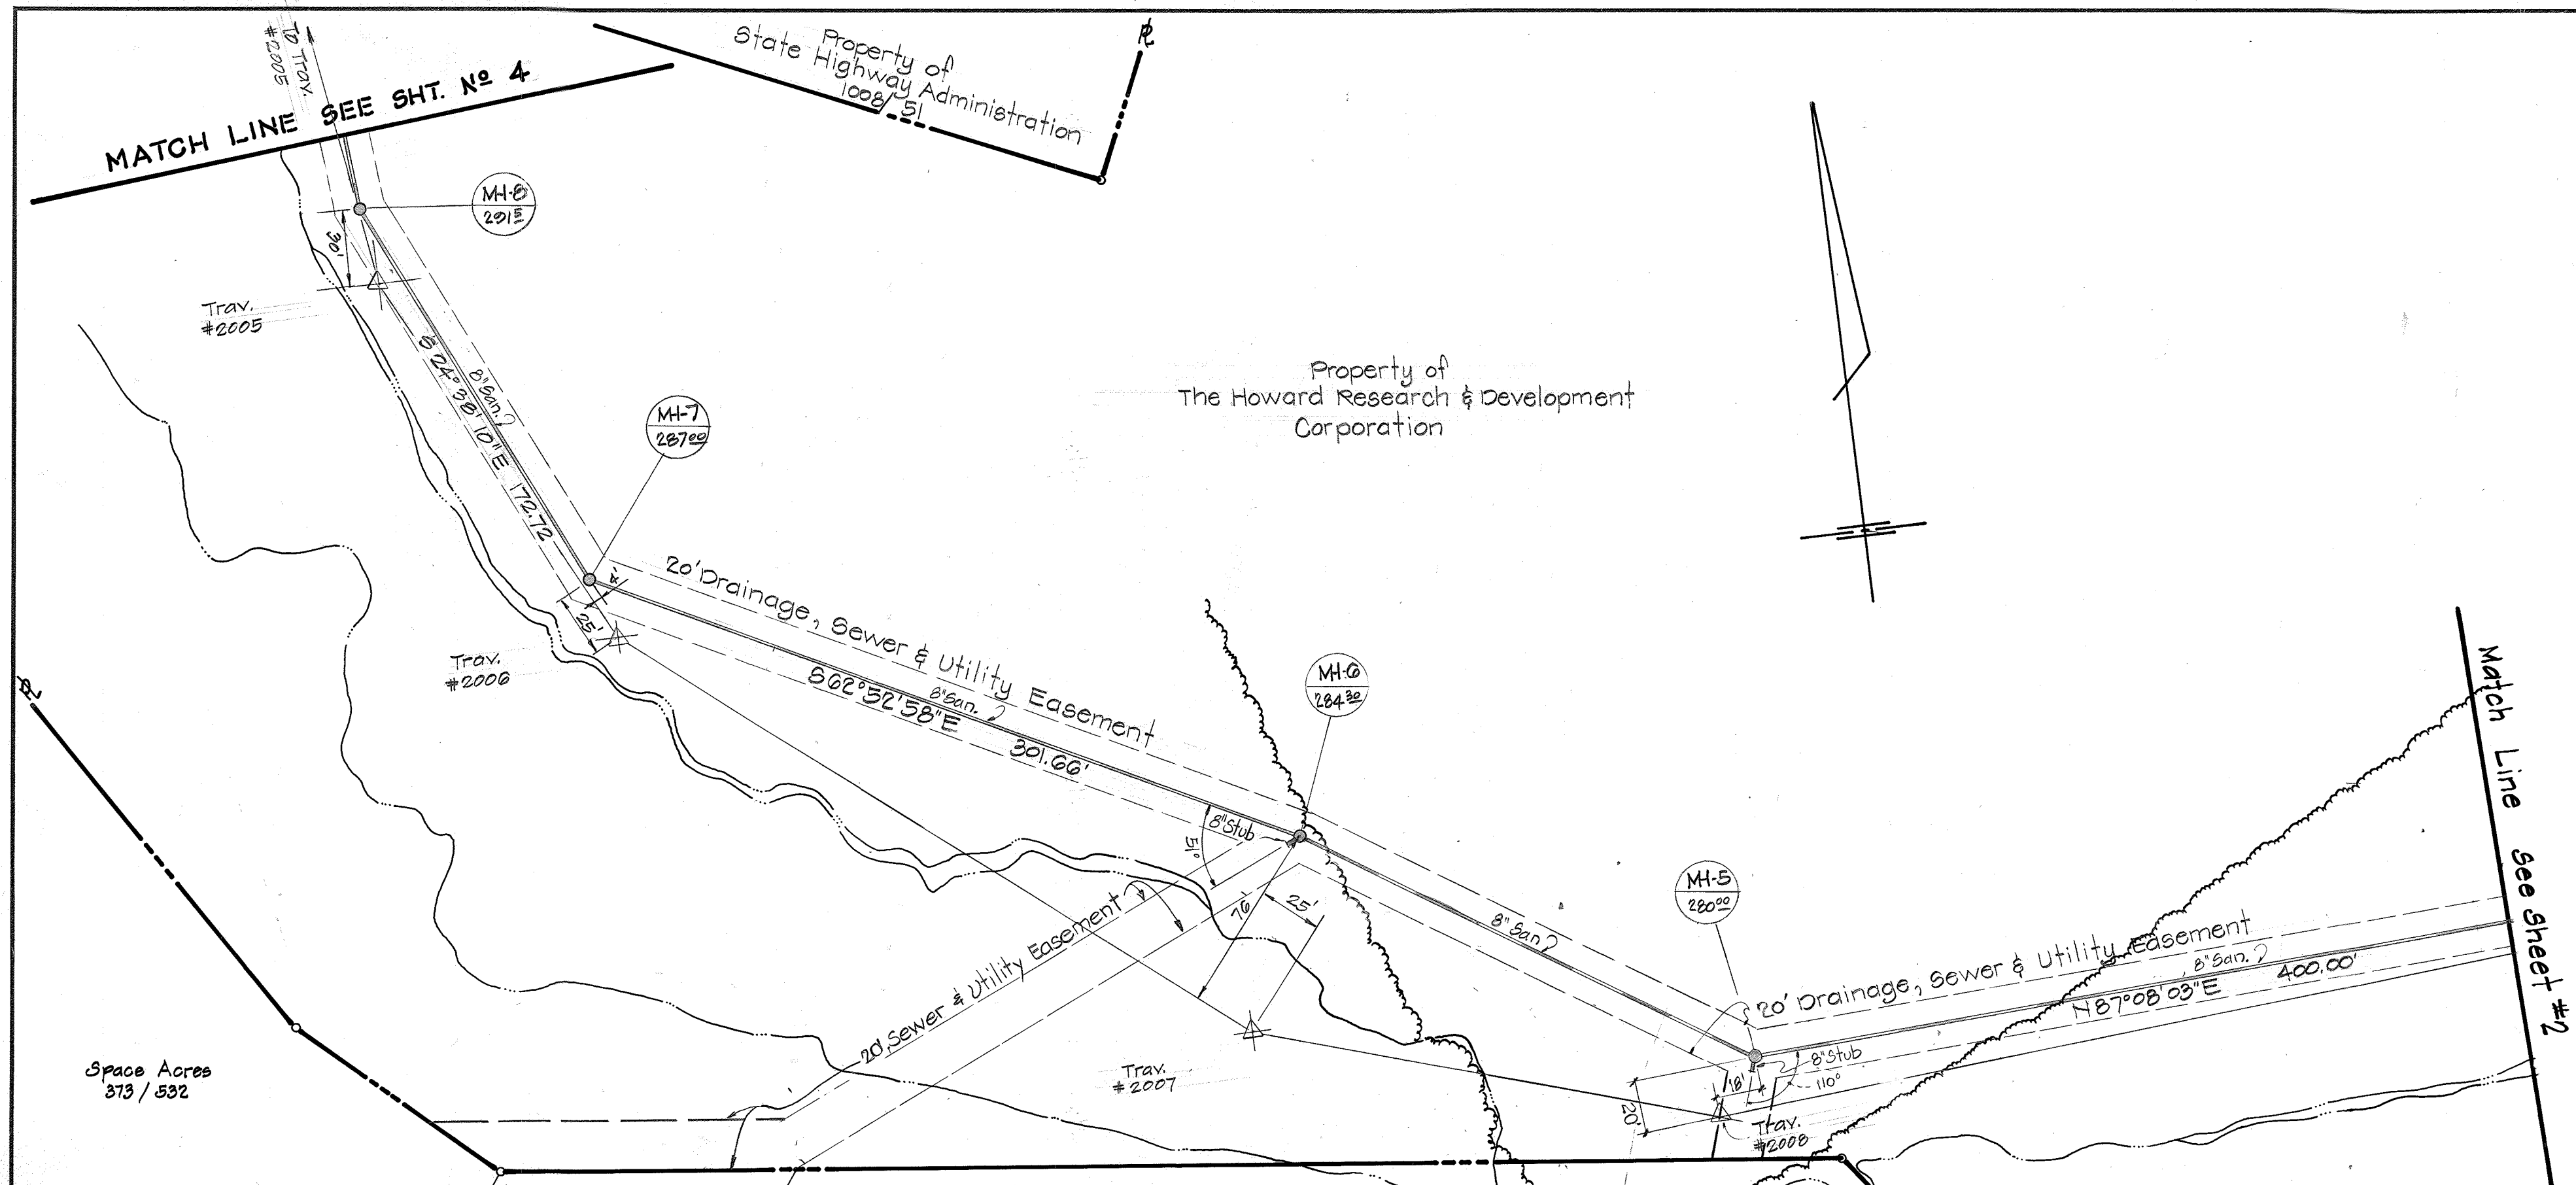 To Trav.
#2005
MATCH LINE SEE SHT. Nº 4
Property of
State Highway Administration
1008/51
MH-8
291 5
30'
Trav.
#2005
8" San.
S 24° 38' 10" E 172.72
MH-7
287 00
4'
25'
Trav.
#2006
20' Drainage, Sewer & Utility Easement
8" San.
S 62° 52' 58" E 301.66'
Property of
The Howard Research & Development
Corporation
MH-6
284 30
8" Stub
51°
76'
25'
20' Sewer & Utility Easement
8" San.
MH-5
280 00
20' Drainage, Sewer & Utility Easement
8" San.
N 87° 08' 03" E 400.00'
8" Stub
110°
18'
20'
Trav.
#2007
Trav.
#2008
Space Acres
373 / 532
Match Line See Sheet #2